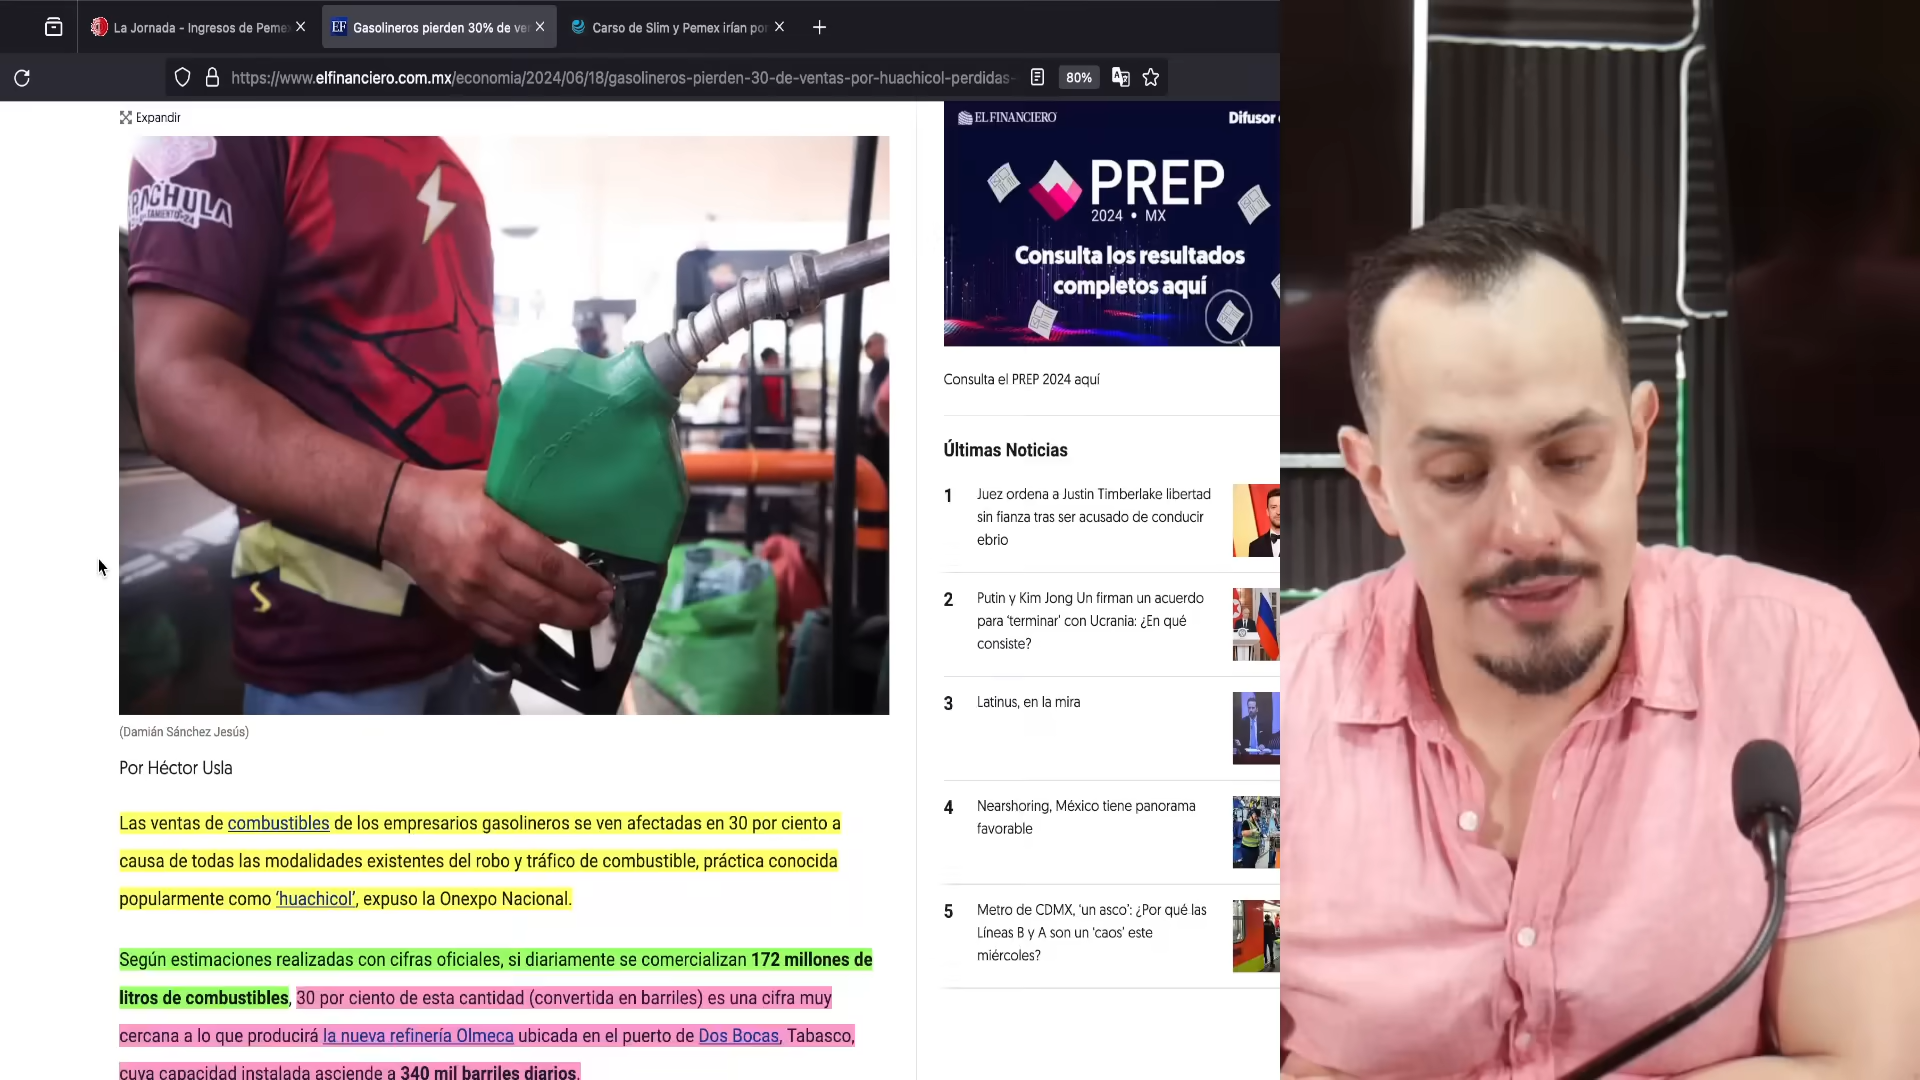 La Jornada - Ingresos de Peme
Gasolineros pierden 30% de ve
Carso de Slim y Pemex irían por
https://www.elfinanciero.com.mx/economia/2024/06/18/gasolineros-pierden-30-de-ventas-por-huachicol-perdidas-
80%
Expandir
(Damián Sánchez Jesús)
Por Héctor Usla
Las ventas de combustibles de los empresarios gasolineros se ven afectadas en 30 por ciento a
causa de todas las modalidades existentes del robo y tráfico de combustible, práctica conocida
popularmente como ‘huachicol’, expuso la Onexpo Nacional.
Según estimaciones realizadas con cifras oficiales, si diariamente se comercializan 172 millones de
litros de combustibles, 30 por ciento de esta cantidad (convertida en barriles) es una cifra muy
cercana a lo que producirá la nueva refinería Olmeca ubicada en el puerto de Dos Bocas, Tabasco,
cuya capacidad instalada asciende a 340 mil barriles diarios.
EL FINANCIERO
Difusor
PREP
2024 • MX
Consulta los resultados
completos aquí
Consulta el PREP 2024 aquí
Últimas Noticias
1
Juez ordena a Justin Timberlake libertad
sin fianza tras ser acusado de conducir
ebrio
2
Putin y Kim Jong Un firman un acuerdo
para ‘terminar’ con Ucrania: ¿En qué
consiste?
3
Latinus, en la mira
4
Nearshoring, México tiene panorama
favorable
5
Metro de CDMX, ‘un asco’: ¿Por qué las
Líneas B y A son un ‘caos’ este
miércoles?